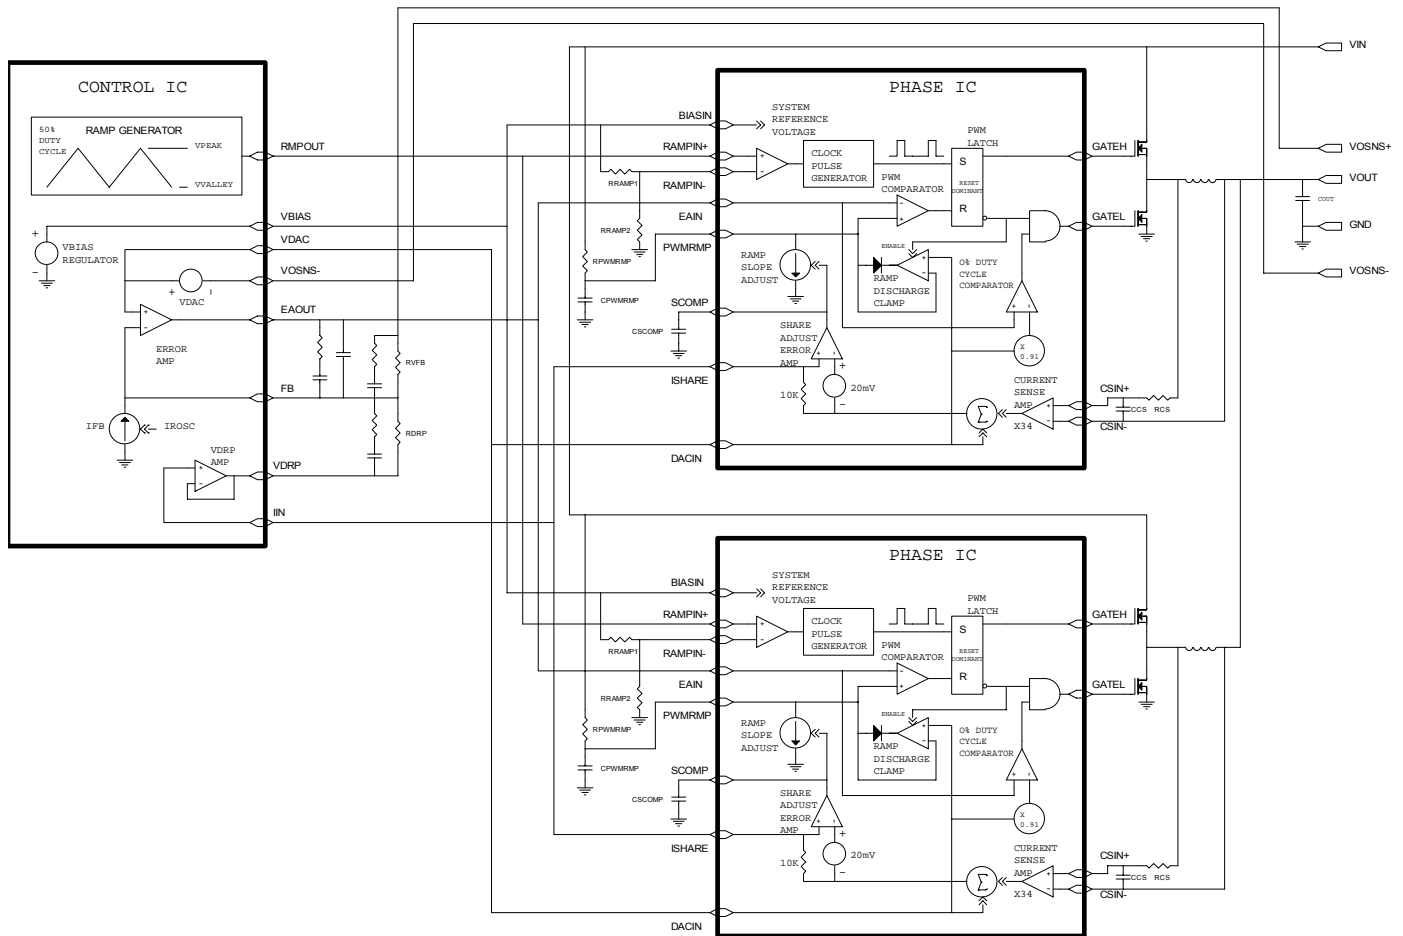 CONTROL IC
50%
DUTY
CYCLE
RAMP GENERATOR
VPEAK
VVALLEY
RMPOUT
VBIAS
VDAC
VOSNS-
EAOUT
FB
VDRP
IIN
+
-
VBIAS
REGULATOR
+ -
VDAC
+
-
ERROR
AMP
IFB
IROSC
VDRP
AMP
+
-
RVFB
RDRP
VIN
VOSNS+
VOUT
COUT
GND
VOSNS-
PHASE IC
BIASIN
SYSTEM
REFERENCE
VOLTAGE
RAMPIN+
RRAMP1
RAMPIN-
+
-
CLOCK
PULSE
GENERATOR
PWM
LATCH
S
RESET
DOMINANT
R
GATEH
PWM
COMPARATOR
-
+
EAIN
RRAMP2
PWMRMP
GATEL
RPWMRMP
CPWMRMP
RAMP
SLOPE
ADJUST
ENABLE
+
-
RAMP
DISCHARGE
CLAMP
0% DUTY
CYCLE
COMPARATOR
+ -
SCOMP
CSCOMP
SHARE
ADJUST
ERROR
AMP
+ -
X
0.91
ISHARE
10K
+
20mV
-
Σ
CURRENT
SENSE
AMP
X34
+
-
CSIN+
CCS RCS
CSIN-
DACIN
PHASE IC
BIASIN
SYSTEM
REFERENCE
VOLTAGE
RAMPIN+
RRAMP1
RAMPIN-
+
-
CLOCK
PULSE
GENERATOR
PWM
LATCH
S
RESET
DOMINANT
R
GATEH
PWM
COMPARATOR
-
+
EAIN
RRAMP2
PWMRMP
GATEL
RPWMRMP
CPWMRMP
RAMP
SLOPE
ADJUST
ENABLE
+
-
RAMP
DISCHARGE
CLAMP
0% DUTY
CYCLE
COMPARATOR
+ -
SCOMP
CSCOMP
SHARE
ADJUST
ERROR
AMP
+ -
X
0.91
ISHARE
10K
+
20mV
-
Σ
CURRENT
SENSE
AMP
X34
+
-
CSIN+
CCS RCS
CSIN-
DACIN